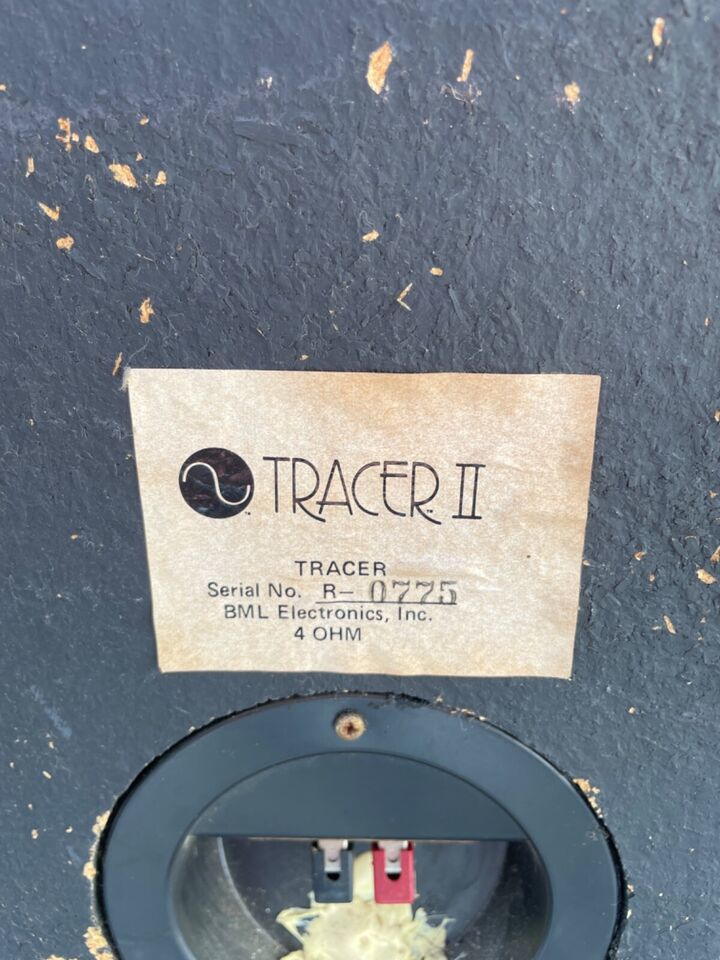 TRACER II
TRACER
Serial No. R-0775
BML Electronics, Inc.
4 OHM